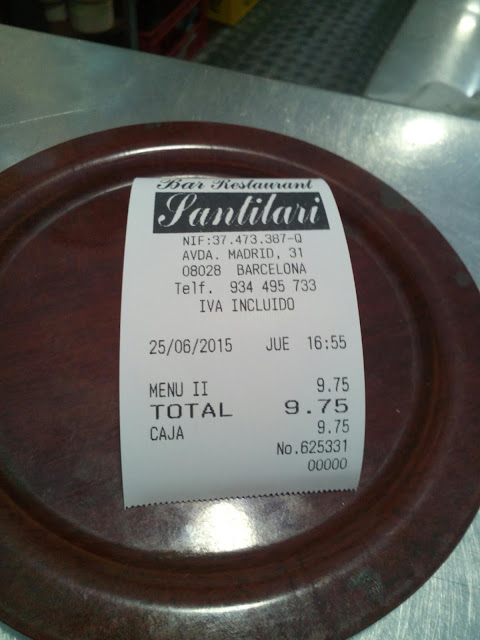 Bar Restaurant
Santilari
NIF:37.473.387-Q
AVDA. MADRID, 31
08028 BARCELONA
Telf. 934 495 733
IVA INCLUIDO
25/06/2015 JUE 16:55
MENU II 9.75
TOTAL 9.75
CAJA 9.75
No.625331
00000